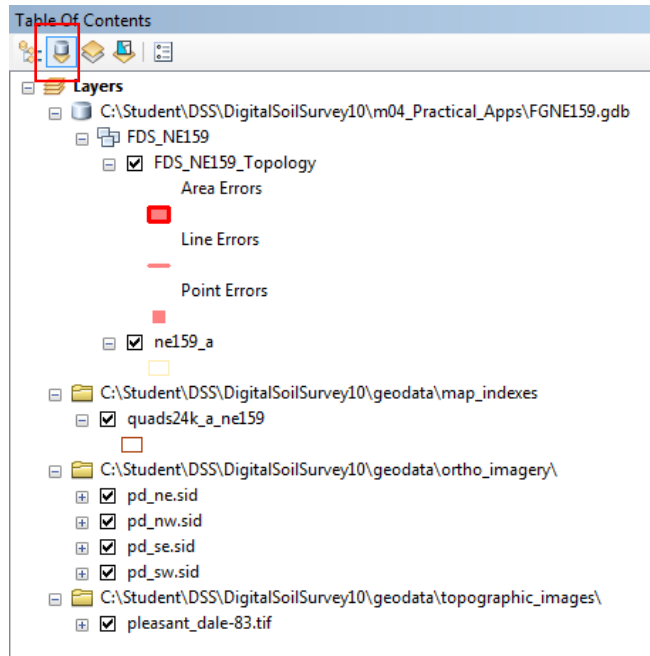 Table Of Contents
Layers
C:\Student\DSS\DigitalSoilSurvey10\m04_Practical_Apps\FGNE159.gdb
FDS_NE159
FDS_NE159_Topology
Area Errors
Line Errors
Point Errors
ne159_a
C:\Student\DSS\DigitalSoilSurvey10\geodata\map_indexes
quads24k_a_ne159
C:\Student\DSS\DigitalSoilSurvey10\geodata\ortho_imagery\
pd_ne.sid
pd_nw.sid
pd_se.sid
pd_sw.sid
C:\Student\DSS\DigitalSoilSurvey10\geodata\topographic_images\
pleasant_dale-83.tif